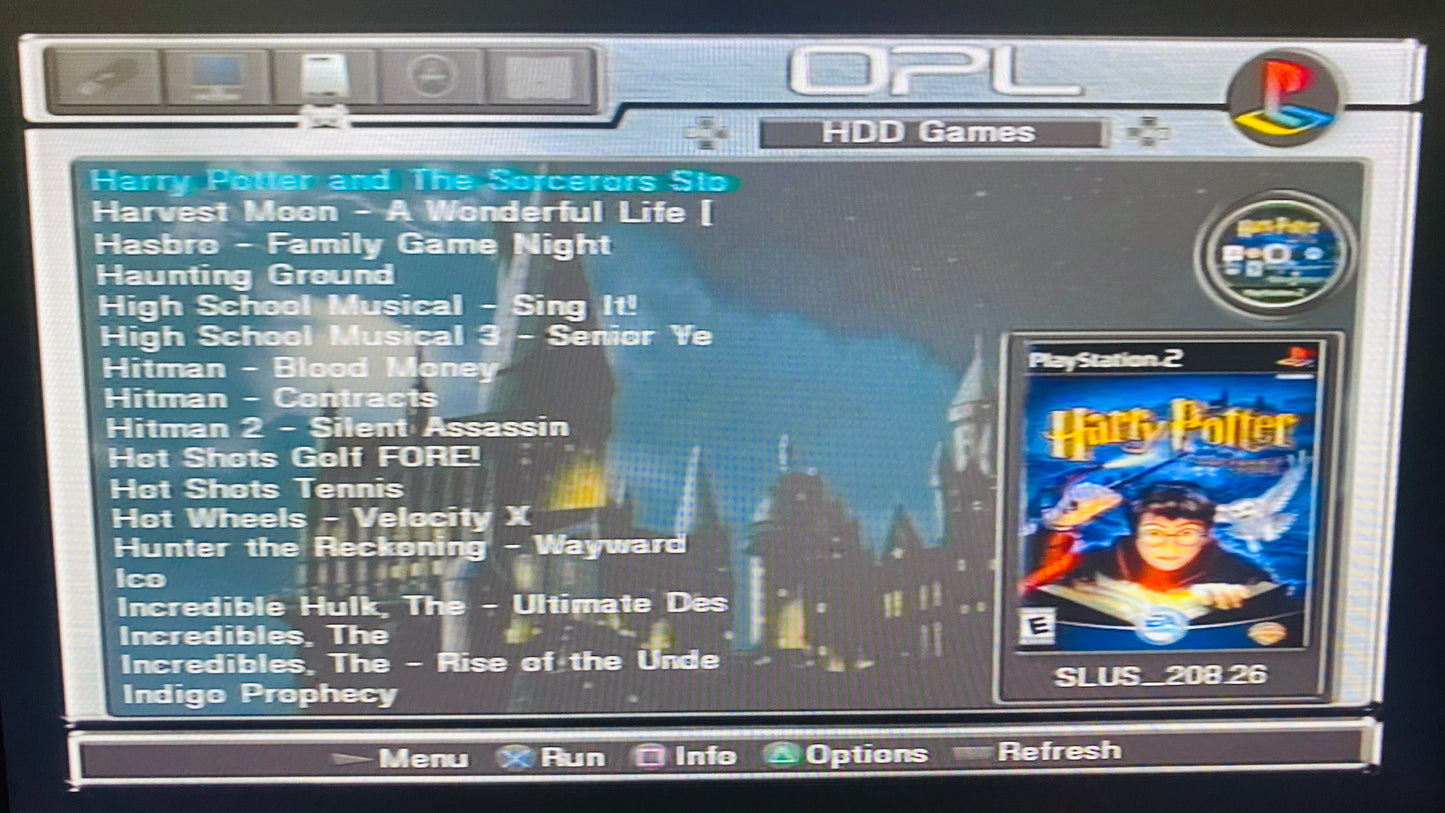 OPL
HDD Games
Harry Potter and The Sorcerors Sto
Harvest Moon - A Wonderful Life [
Hasbro - Family Game Night
Haunting Ground
High School Musical - Sing It!
High School Musical 3 - Senior Ye
Hitman - Blood Money
Hitman - Contracts
Hitman 2 - Silent Assassin
Hot Shots Golf FORE!
Hot Shots Tennis
Hot Wheels - Velocity X
Hunter the Reckoning - Wayward
Ico
Incredible Hulk, The - Ultimate Des
Incredibles, The
Incredibles, The - Rise of the Unde
Indigo Prophecy
Harry Potter
PlayStation.2
Harry Potter
E
EA
SLUS_208.26
Menu Run Info Options Refresh